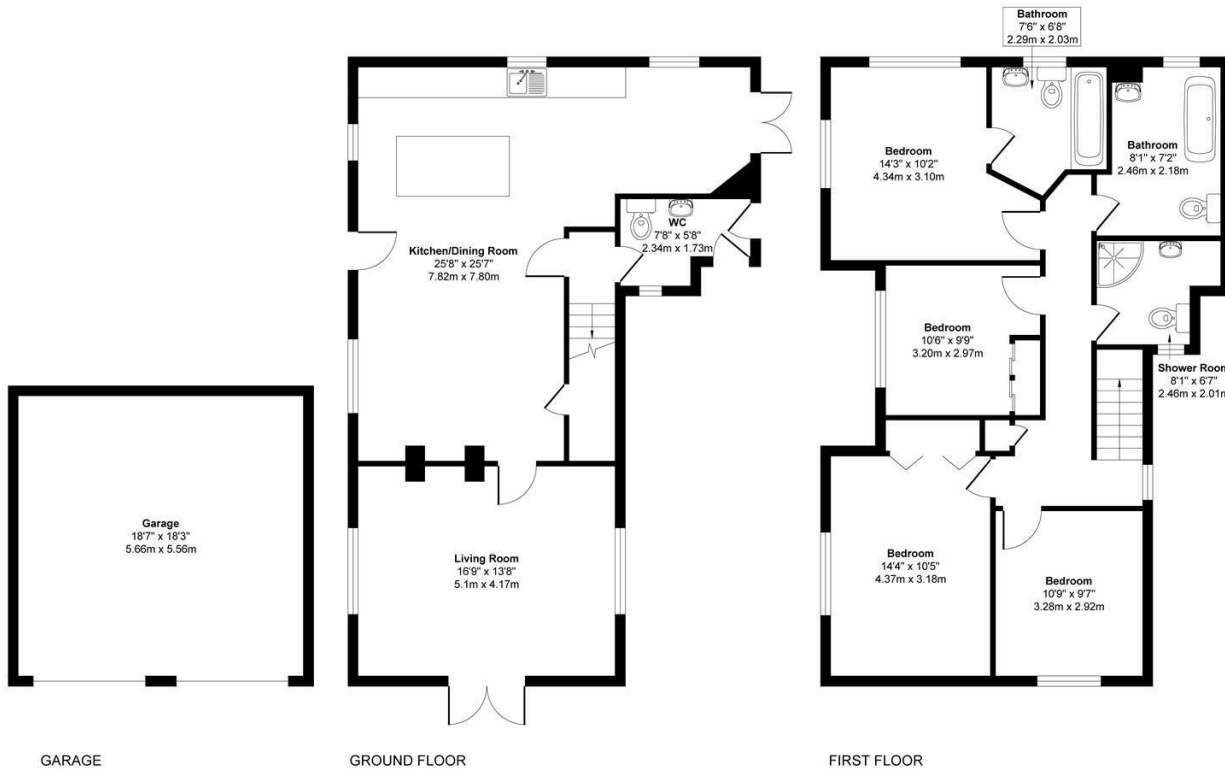 Garage
18'7" x 18'3"
5.66m x 5.56m
GARAGE
Kitchen/Dining Room
25'8" x 25'7"
7.82m x 7.80m
WC
7'8" x 5'8"
2.34m x 1.73m
Living Room
16'9" x 13'8"
5.1m x 4.17m
GROUND FLOOR
Bathroom
7'6" x 6'8"
2.29m x 2.03m
Bedroom
14'3" x 10'2"
4.34m x 3.10m
Bathroom
8'1" x 7'2"
2.46m x 2.18m
Bedroom
10'6" x 9'9"
3.20m x 2.97m
Shower Room
8'1" x 6'7"
2.46m x 2.01m
Bedroom
14'4" x 10'5"
4.37m x 3.18m
Bedroom
10'9" x 9'7"
3.28m x 2.92m
FIRST FLOOR